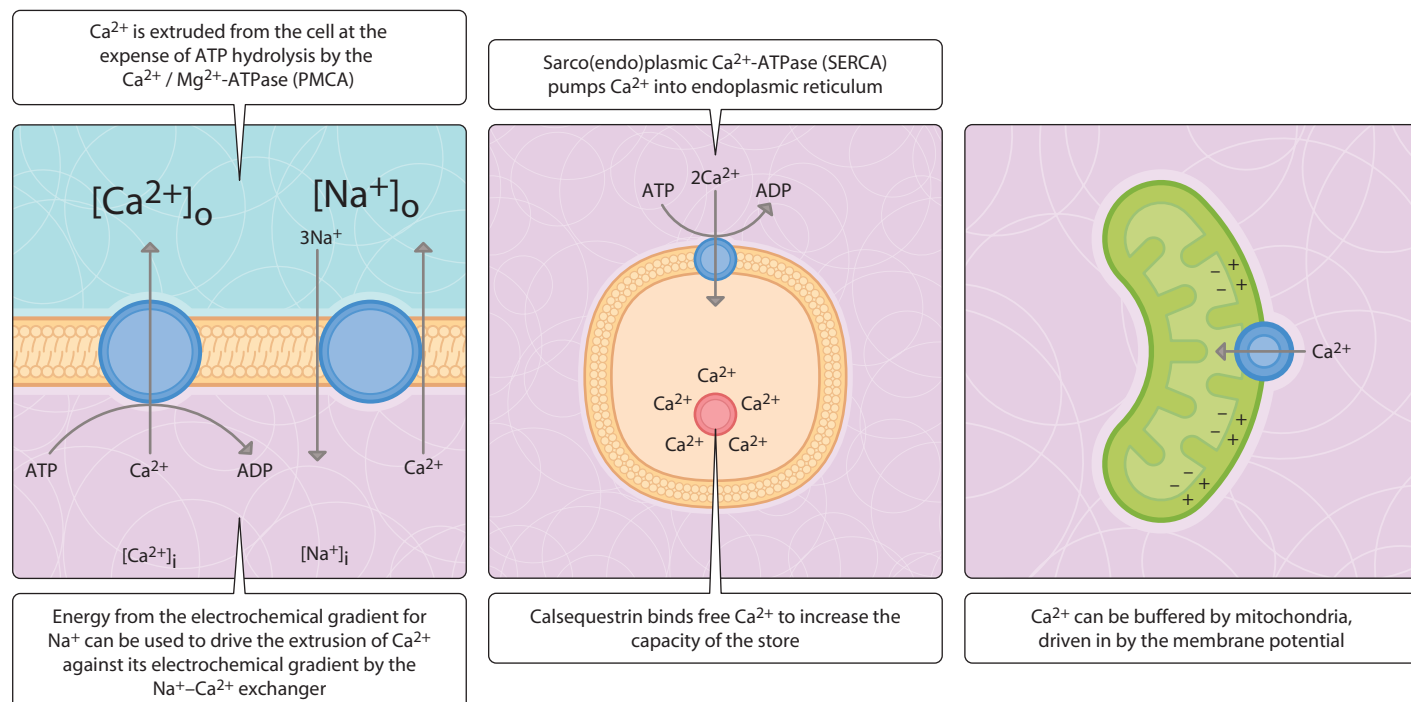 Ca2+ is extruded from the cell at the
expense of ATP hydrolysis by the
Ca2+ / Mg2+-ATPase (PMCA)
[Ca2+]o
[Na+]o
3Na+
ATP
Ca2+
ADP
Ca2+
[Ca2+]i
[Na+]i
Energy from the electrochemical gradient for
Na+ can be used to drive the extrusion of Ca2+
against its electrochemical gradient by the
Na+–Ca2+ exchanger
Sarco(endo)plasmic Ca2+-ATPase (SERCA)
pumps Ca2+ into endoplasmic reticulum
ATP
2Ca2+
ADP
Ca2+
Ca2+
Ca2+
Ca2+
Ca2+
Calsequestrin binds free Ca2+ to increase the
capacity of the store
– +
– +
Ca2+
– +
– +
– –
+ +
Ca2+ can be buffered by mitochondria,
driven in by the membrane potential